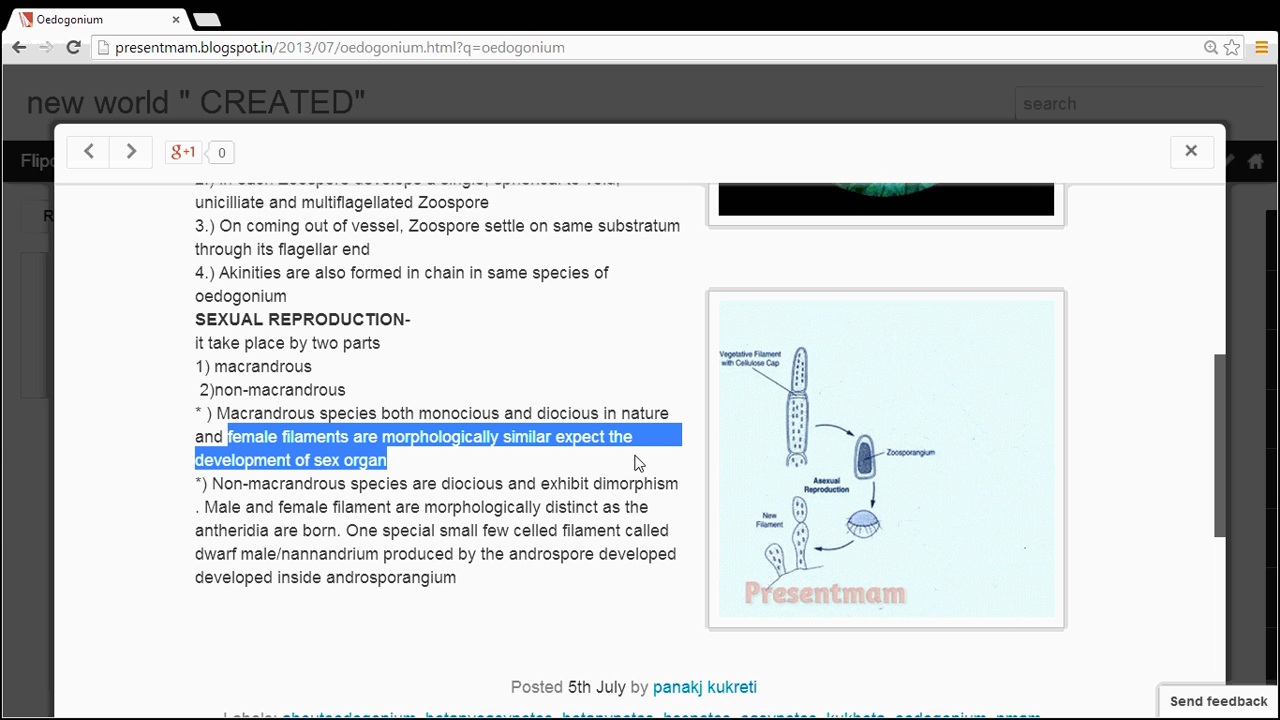 Oedogonium
presentmam.blogspot.in/2013/07/oedogonium.html?q=oedogonium
new world " CREATED"
search
Flipc
g+1 0
unicilliate and multiflagellated Zoospore
3.) On coming out of vessel, Zoospore settle on same substratum
through its flagellar end
4.) Akinities are also formed in chain in same species of
oedogonium
SEXUAL REPRODUCTION-
it take place by two parts
1) macrandrous
2)non-macrandrous
* ) Macrandrous species both monocious and diocious in nature
and female filaments are morphologically similar expect the
development of sex organ
*) Non-macrandrous species are diocious and exhibit dimorphism
. Male and female filament are morphologically distinct as the
antheridia are born. One special small few celled filament called
dwarf male/nannandrium produced by the androspore developed
developed inside androsporangium
Vegetative Filament
with Cellulose Cap
Zoosporangium
Asexual
Reproduction
New
Filament
Presentmam
Posted 5th July by panakj kukreti
Send feedback